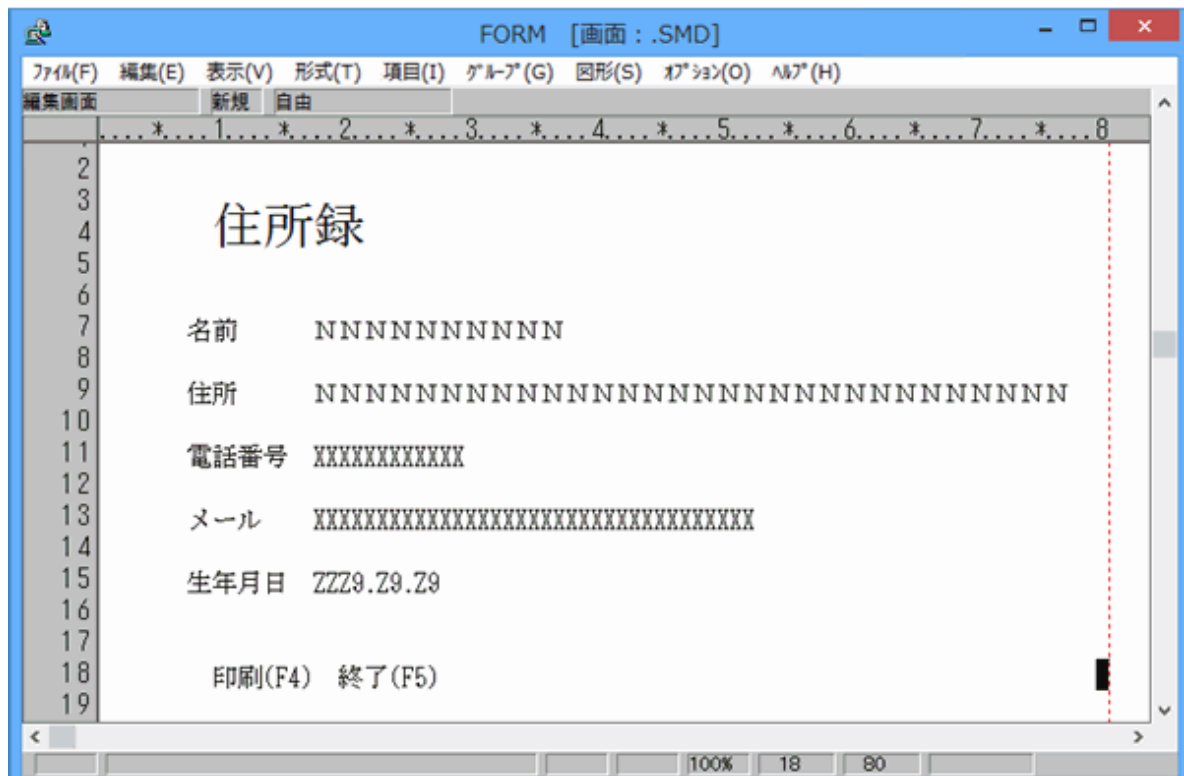 FORM [画面:.SMD]
ファイル(F) 編集(E) 表示(V) 形式(T) 項目(I) グループ(G) 図形(S) オプション(O) ヘルプ(H)
編集画面 新規 自由
....*....1....*....2....*....3....*....4....*....5....*....6....*....7....*....8
2
3
住所録
4
5
6
7 名前 NNNNNNNNNN
8
9 住所 NNNNNNNNNNNNNNNNNNNNNNNNNNNNNN
10
11 電話番号 XXXXXXXXXXXX
12
13 メール XXXXXXXXXXXXXXXXXXXXXXXXXXXXXXXXXXX
14
15 生年月日 ZZZ9.Z9.Z9
16
17
18 印刷(F4) 終了(F5)
19
100% 18 80